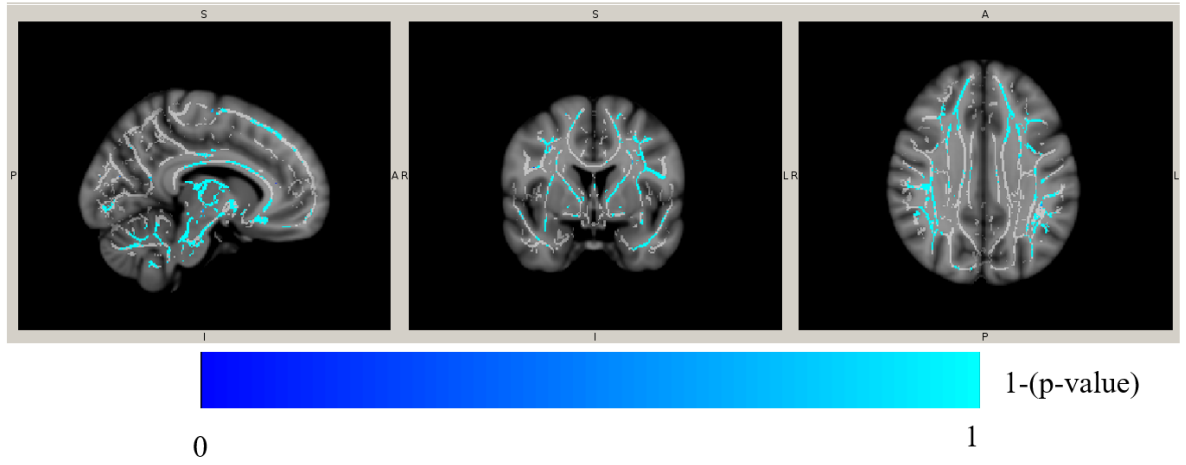 S S A
P A R L R L
I I P
1-(p-value)
0 1